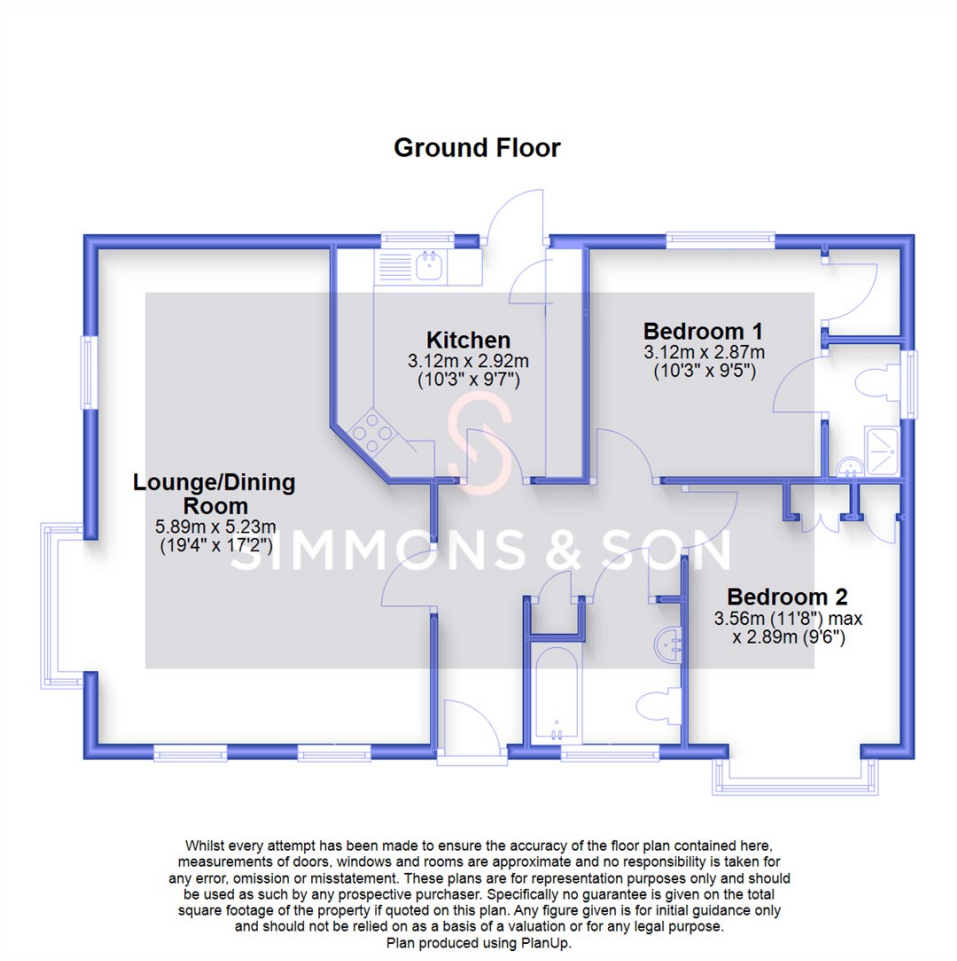 Ground Floor
Kitchen
3.12m x 2.92m
(10'3" x 9'7")
Bedroom 1
3.12m x 2.87m
(10'3" x 9'5")
Lounge/Dining
Room
5.89m x 5.23m
(19'4" x 17'2")
SIMMONS & SON
Bedroom 2
3.56m (11'8") max
x 2.89m (9'6")
Whilst every attempt has been made to ensure the accuracy of the floor plan contained here,
measurements of doors, windows and rooms are approximate and no responsibility is taken for
any error, omission or misstatement. These plans are for representation purposes only and should
be used as such by any prospective purchaser. Specifically no guarantee is given on the total
square footage of the property if quoted on this plan. Any figure given is for initial guidance only
and should not be relied on as a basis of a valuation or for any legal purpose.
Plan produced using PlanUp.